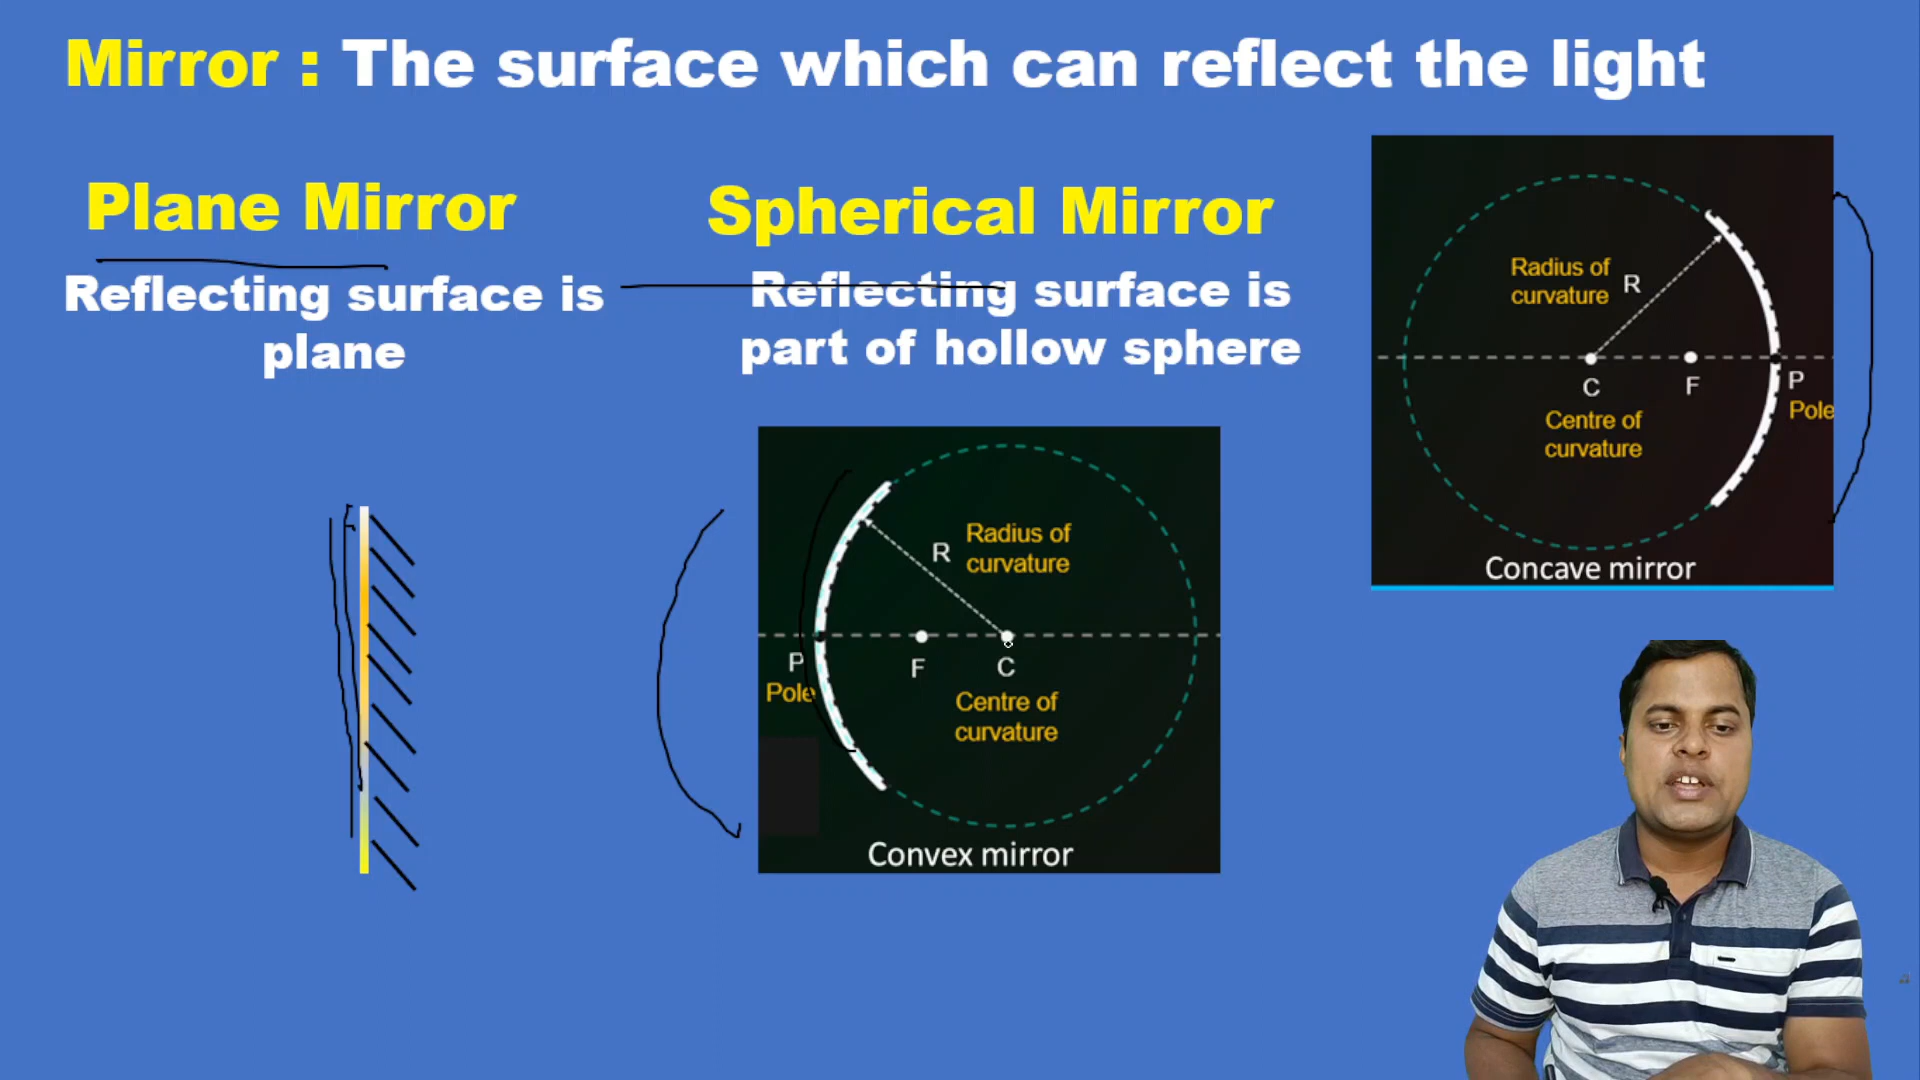 Mirror : The surface which can reflect the light
Plane Mirror
Reflecting surface is
plane
Spherical Mirror
Reflecting surface is
part of hollow sphere
Radius of
curvature
R
C
F
P
Pole
Centre of
curvature
Concave mirror
Radius of
curvature
R
P
Pole
F
C
Centre of
curvature
Convex mirror